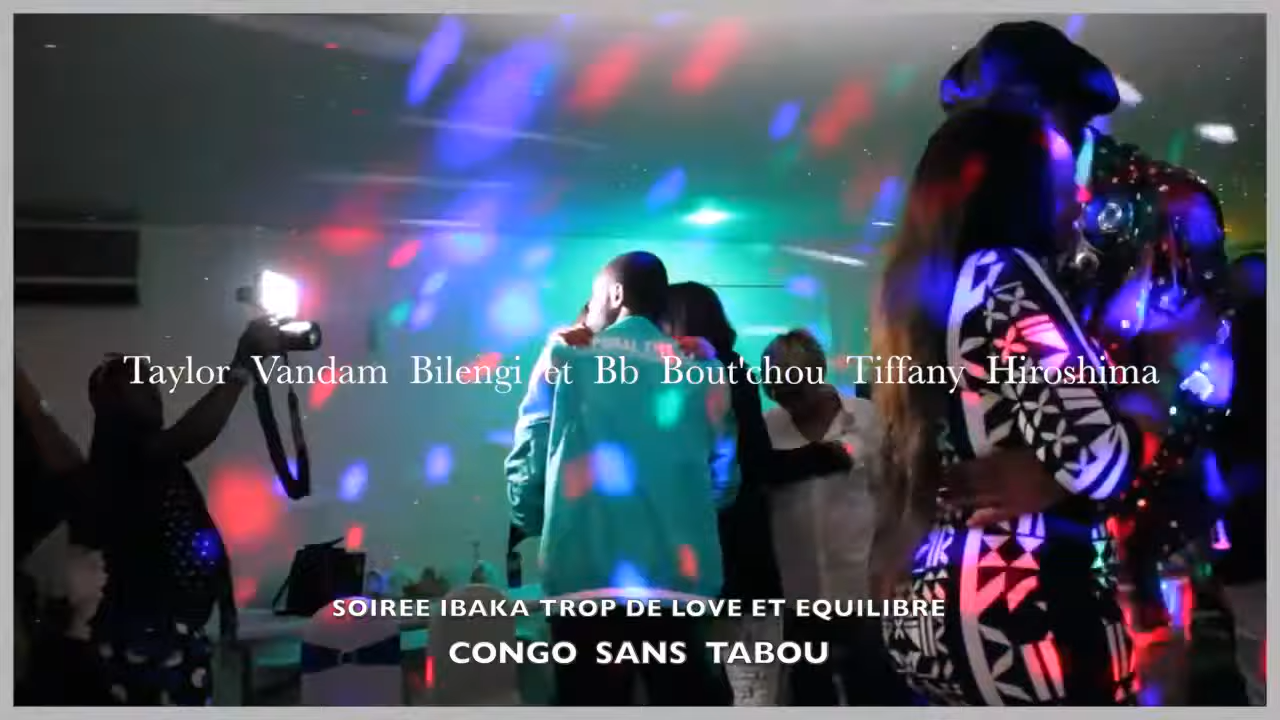 Taylor Vandam Bilengi et Bb Bout'chou Tiffany Hiroshima
SOIREE IBAKA TROP DE LOVE ET EQUILIBRE
CONGO SANS TABOU